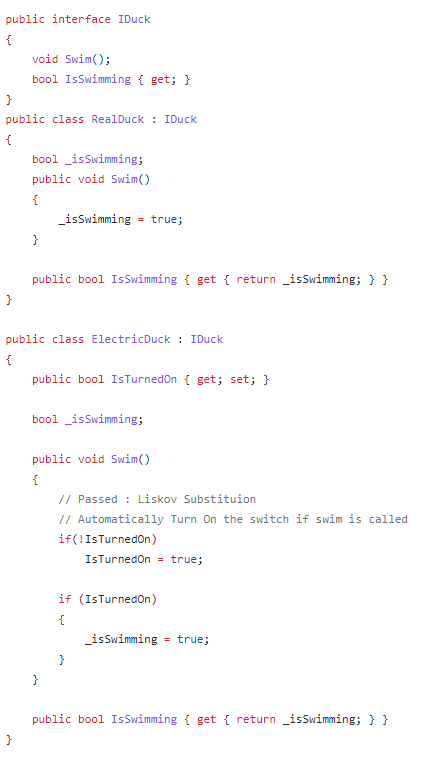 public interface IDuck
{
    void Swim();
    bool IsSwimming { get; }
}
public class RealDuck : IDuck
{
    bool _isSwimming;
    public void Swim()
    {
        _isSwimming = true;
    }

    public bool IsSwimming { get { return _isSwimming; } }
}

public class ElectricDuck : IDuck
{
    public bool IsTurnedOn { get; set; }

    bool _isSwimming;

    public void Swim()
    {
        // Passed : Liskov Substituion
        // Automatically Turn On the switch if swim is called
        if(!IsTurnedOn)
            IsTurnedOn = true;

        if (IsTurnedOn)
        {
            _isSwimming = true;
        }
    }

    public bool IsSwimming { get { return _isSwimming; } }
}